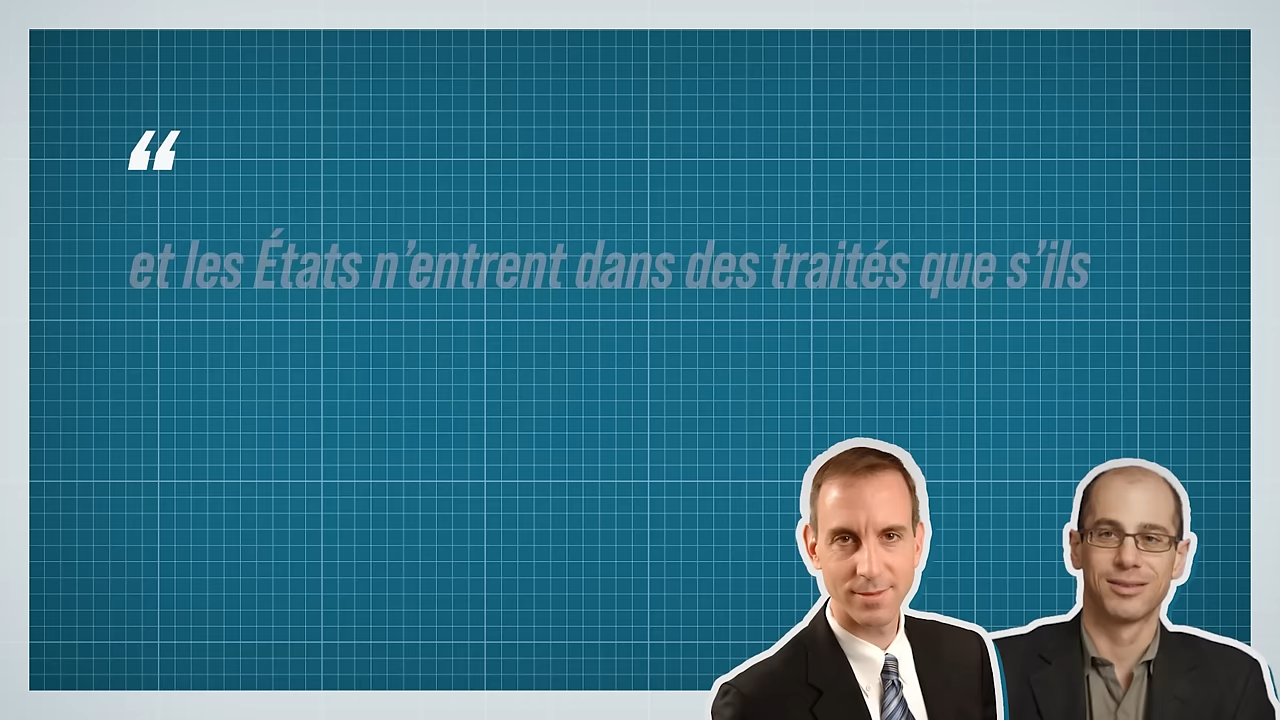 “
et les États n’entrent dans des traités que s’ils